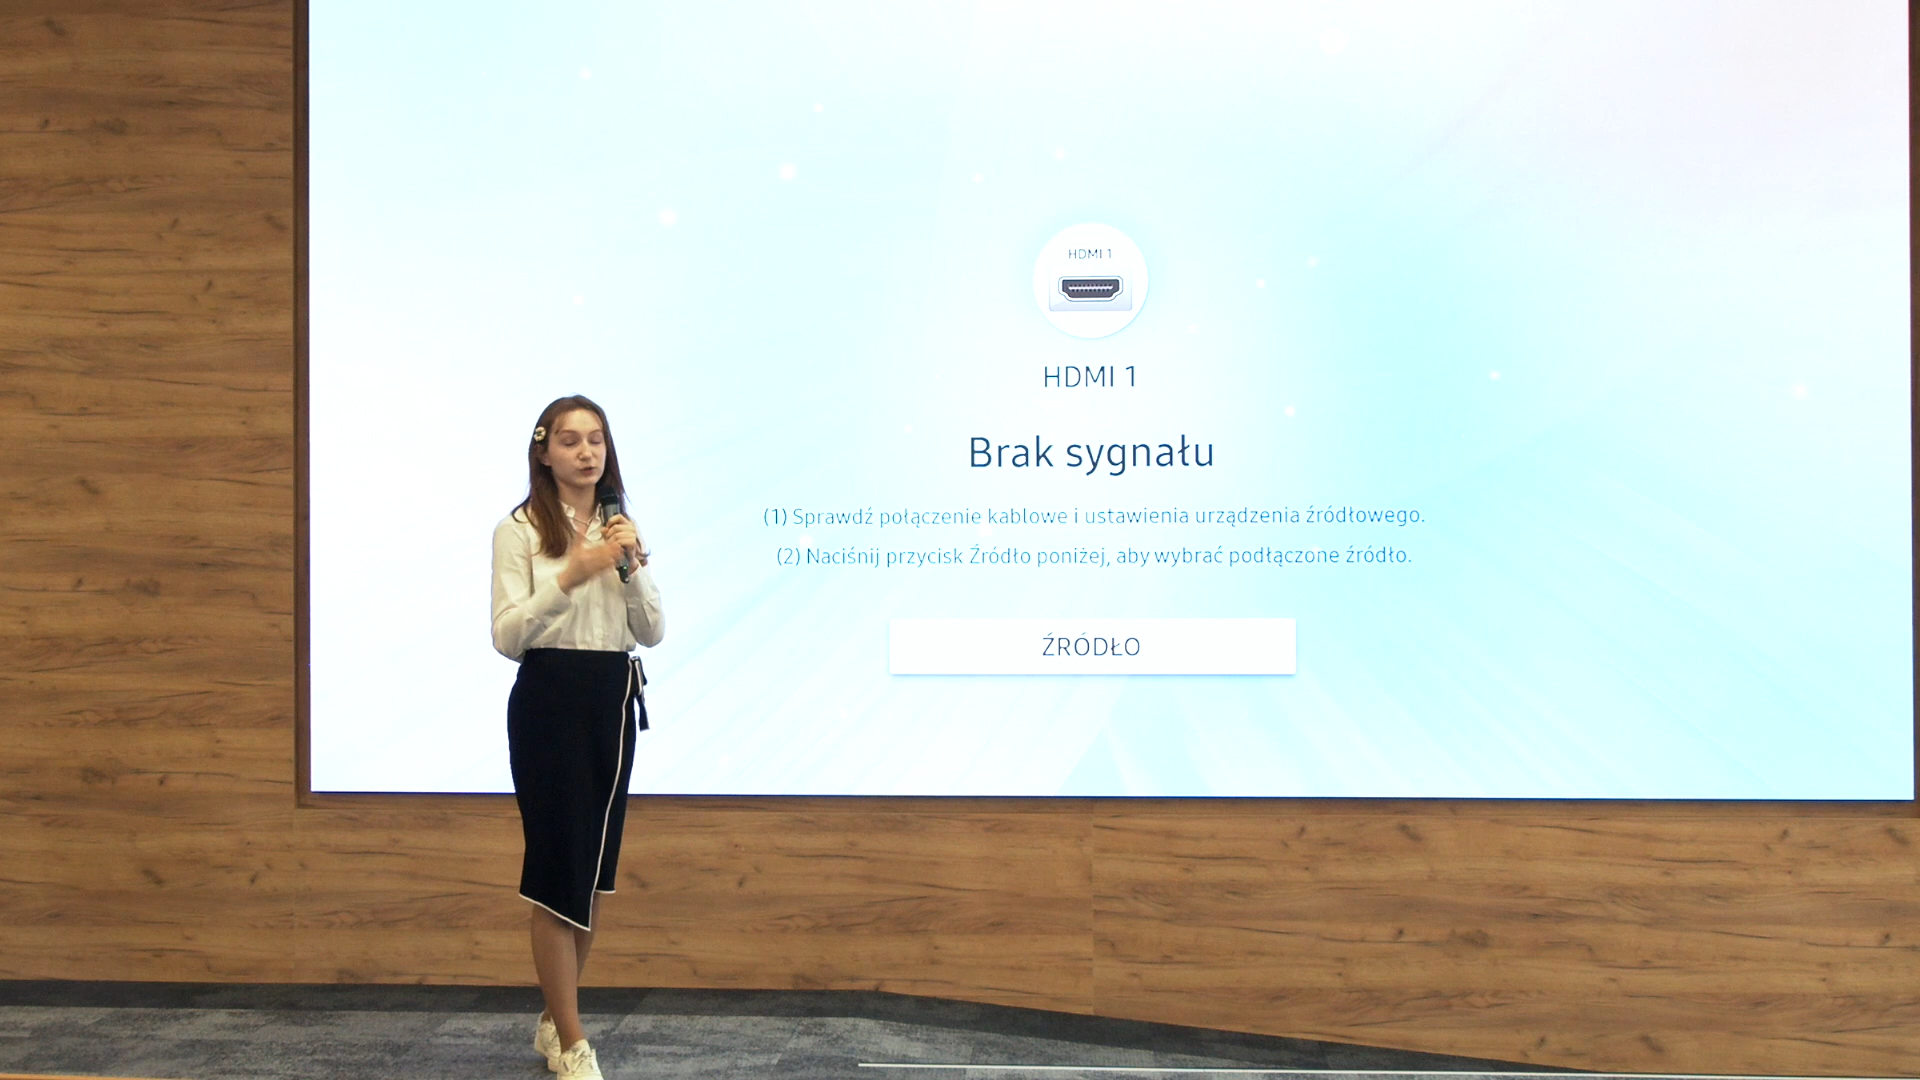 HDMI 1
HDMI 1
Brak sygnału
(1) Sprawdź połączenie kablowe i ustawienia urządzenia źródłowego.
(2) Naciśnij przycisk Źródło poniżej, aby wybrać podłączone źródło.
ŹRÓDŁO